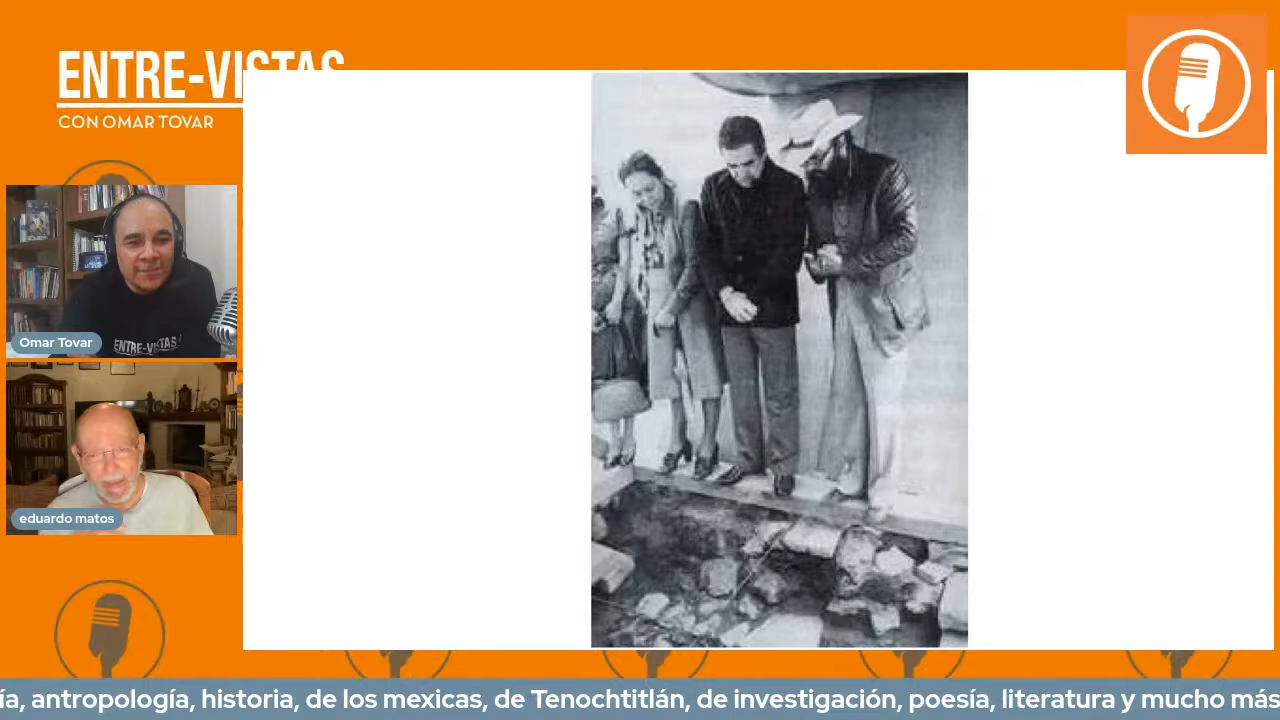 ENTRE-VISTAS
CON OMAR TOVAR
Omar Tovar
ENTRE-VISTAS
eduardo matos
ía, antropología, historia, de los mexicas, de Tenochtitlán, de investigación, poesía, literatura y mucho más